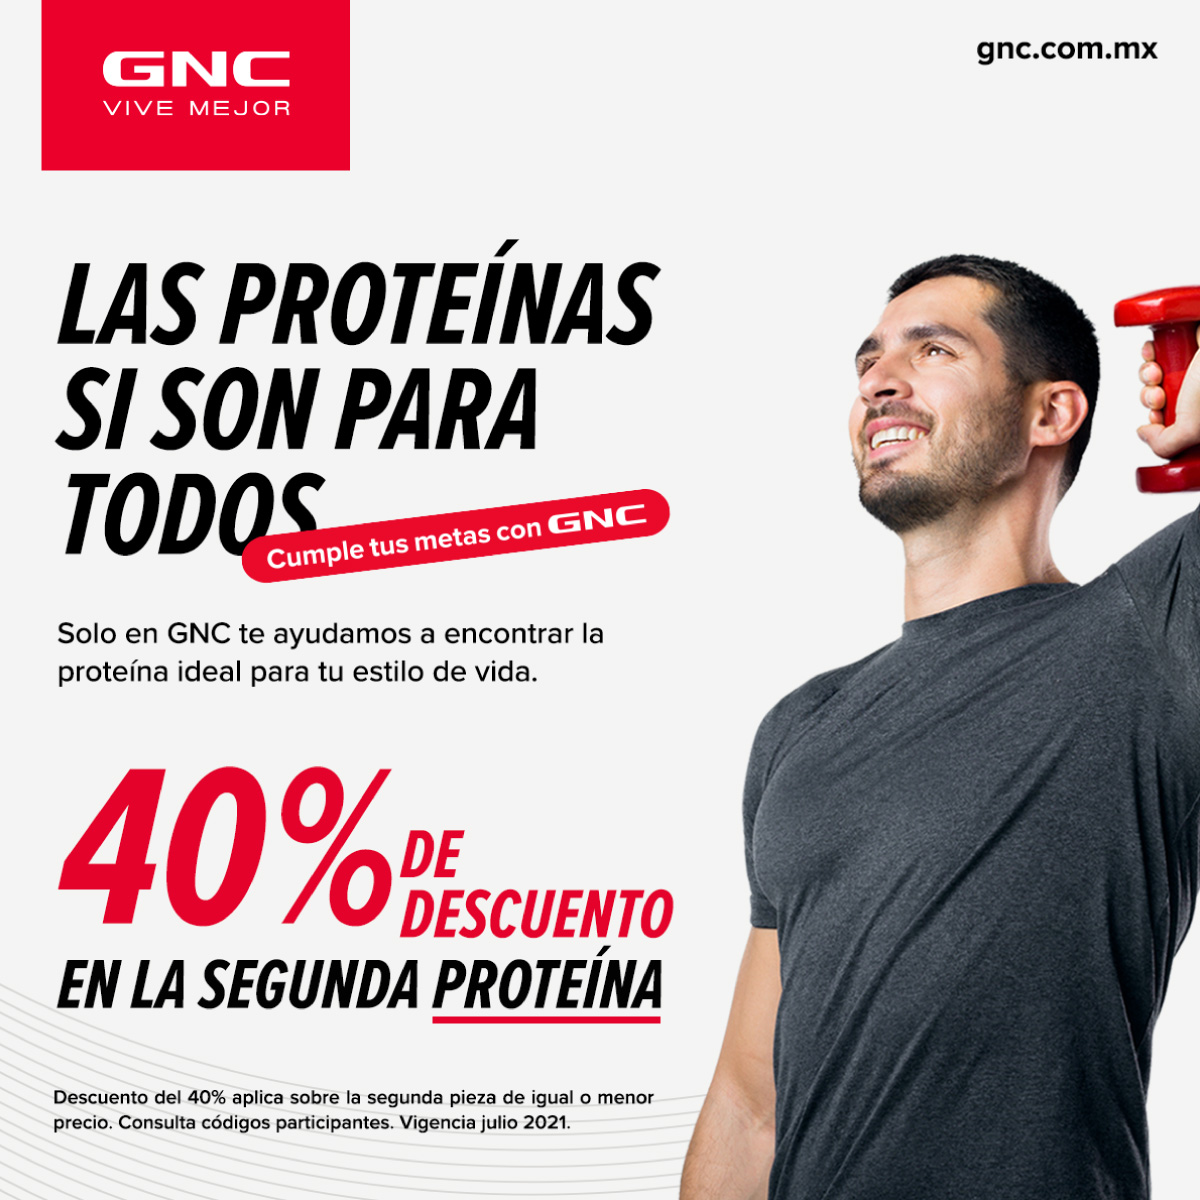 GNC
VIVE MEJOR
gnc.com.mx
LAS PROTEÍNAS
SI SON PARA
TODOS
Cumple tus metas con GNC
Solo en GNC te ayudamos a encontrar la
proteína ideal para tu estilo de vida.
40% DE
DESCUENTO
EN LA SEGUNDA PROTEÍNA
Descuento del 40% aplica sobre la segunda pieza de igual o menor
precio. Consulta códigos participantes. Vigencia julio 2021.